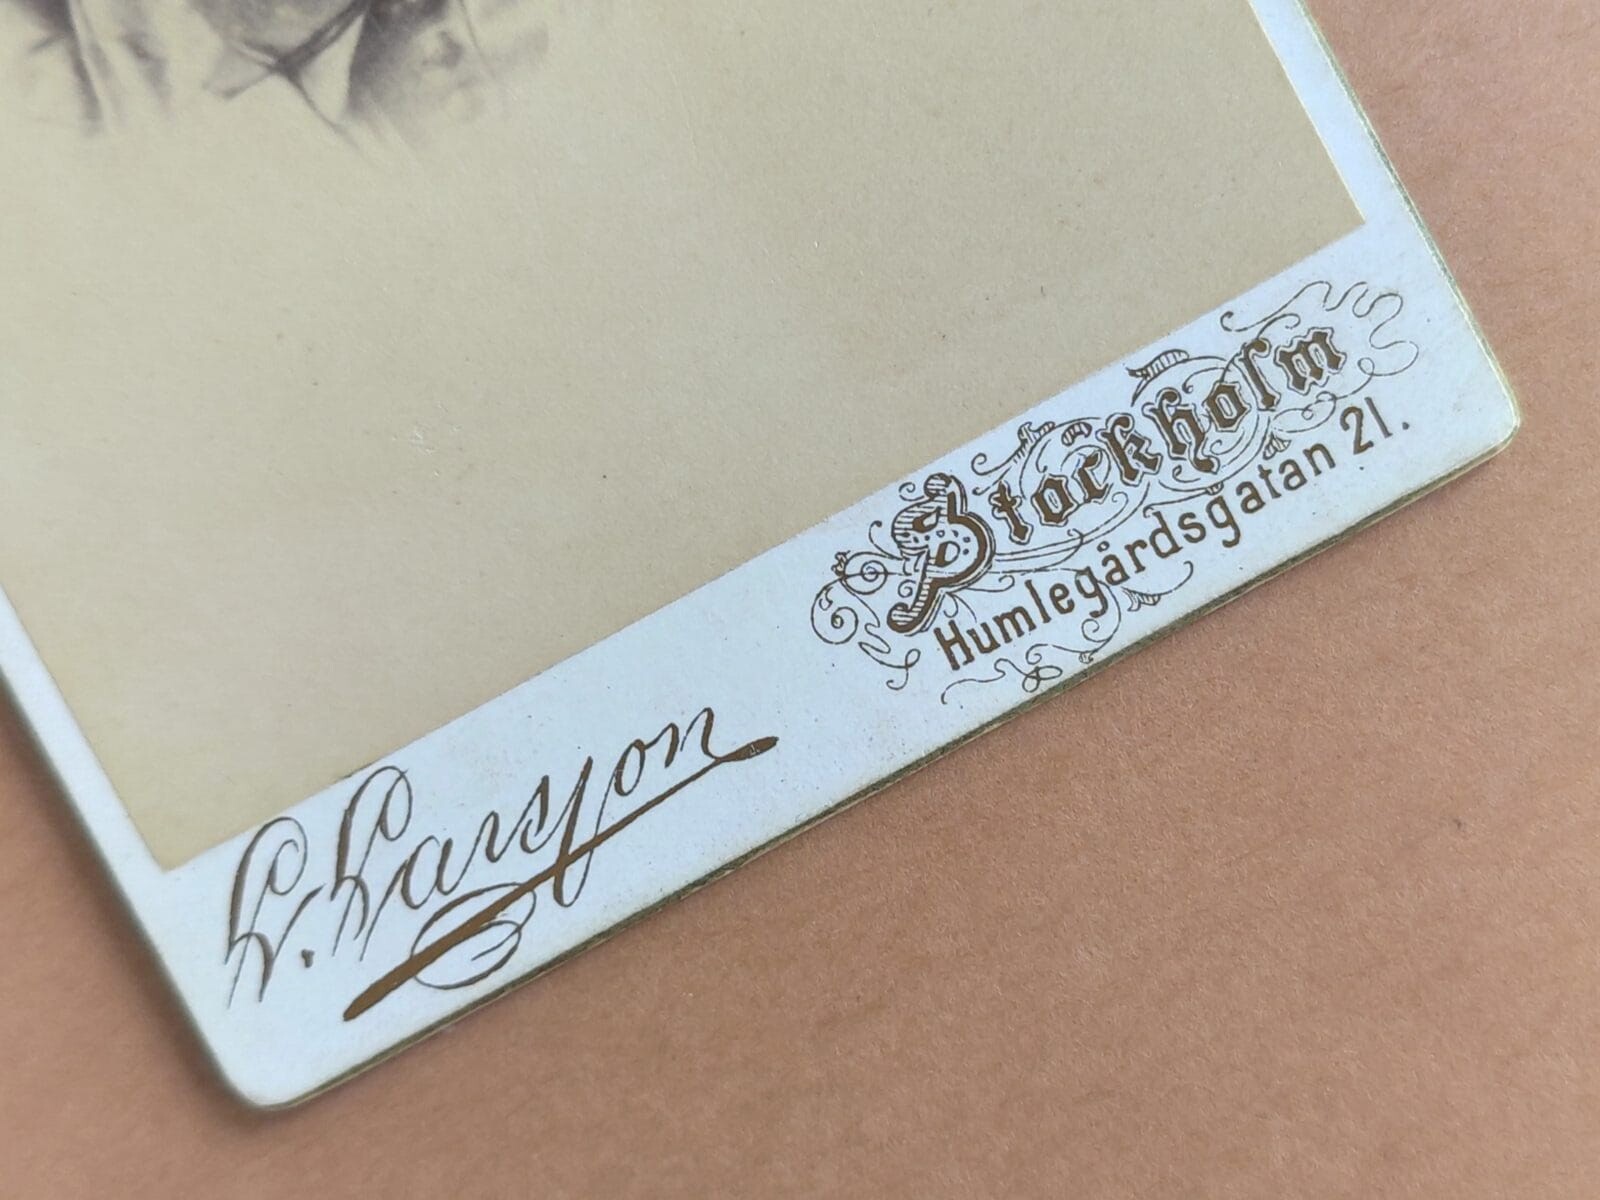 L. Larsson
Stockholm
Humlegårdsgatan 21.